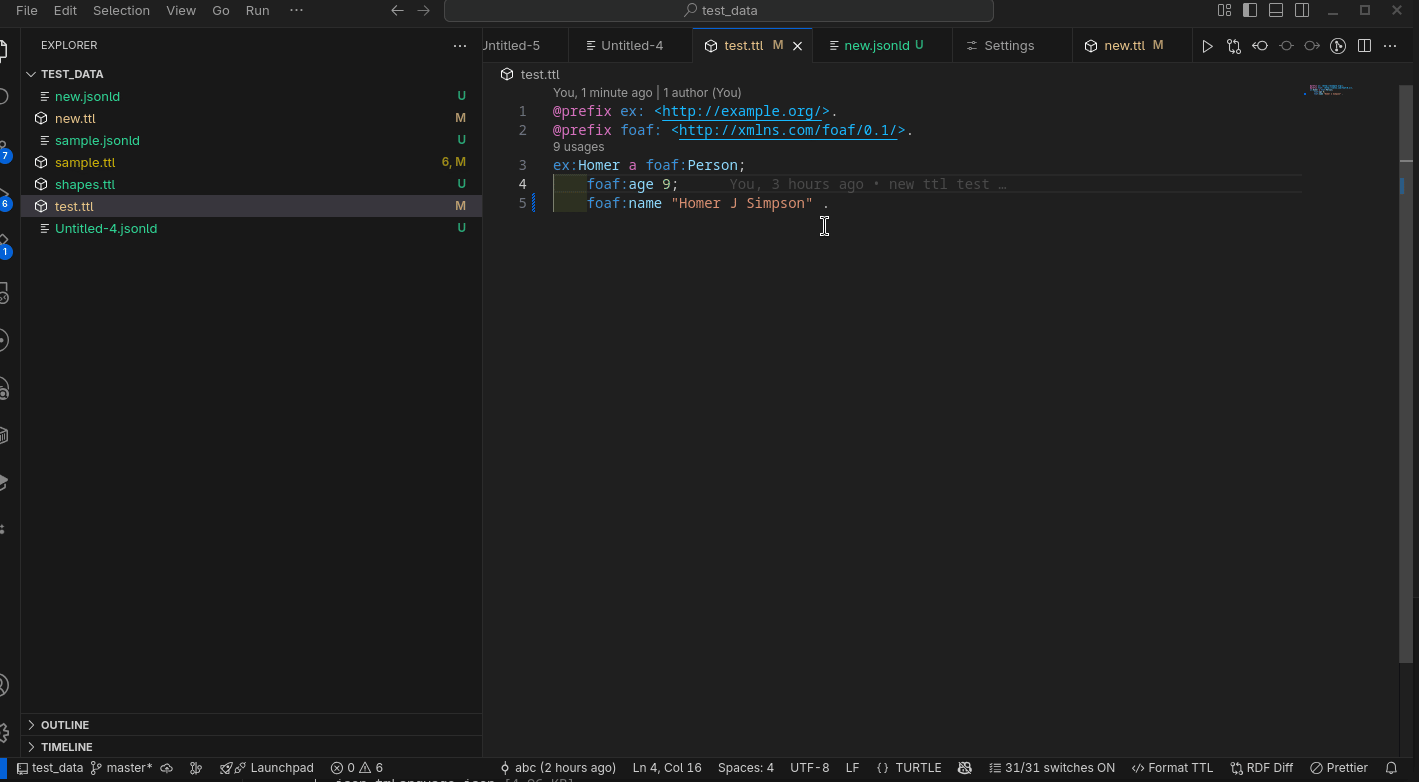 File Edit Selection View Go Run ··· test_data
EXPLORER ···
TEST_DATA
new.jsonld U
new.ttl M
sample.jsonld U
sample.ttl 6, M
shapes.ttl U
test.ttl M
Untitled-4.jsonld U
OUTLINE
TIMELINE
7
6
1
Untitled-5 Untitled-4 test.ttl M new.jsonld U Settings new.ttl M ···
test.ttl
You, 1 minute ago | 1 author (You)
1 @prefix ex: <http://example.org/>.
2 @prefix foaf: <http://xmlns.com/foaf/0.1/>.
9 usages
3 ex:Homer a foaf:Person;
4 foaf:age 9; You, 3 hours ago • new ttl test …
5 foaf:name "Homer J Simpson" .
test_data master* Launchpad 0 6 abc (2 hours ago) Ln 4, Col 16 Spaces: 4 UTF-8 LF {} TURTLE 31/31 switches ON Format TTL RDF Diff Prettier